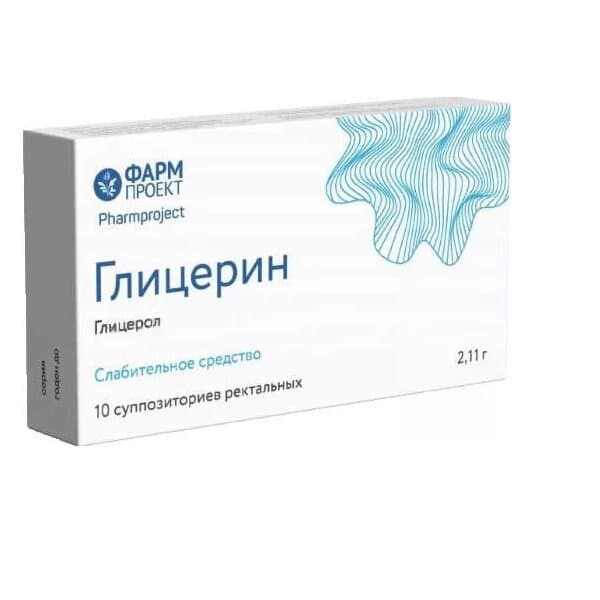 ФАРМ
ПРОЕКТ
Pharmproject
Глицерин
Глицерол
Слабительное средство
2,11 г
10 суппозиториев ректальных
серия
годен до